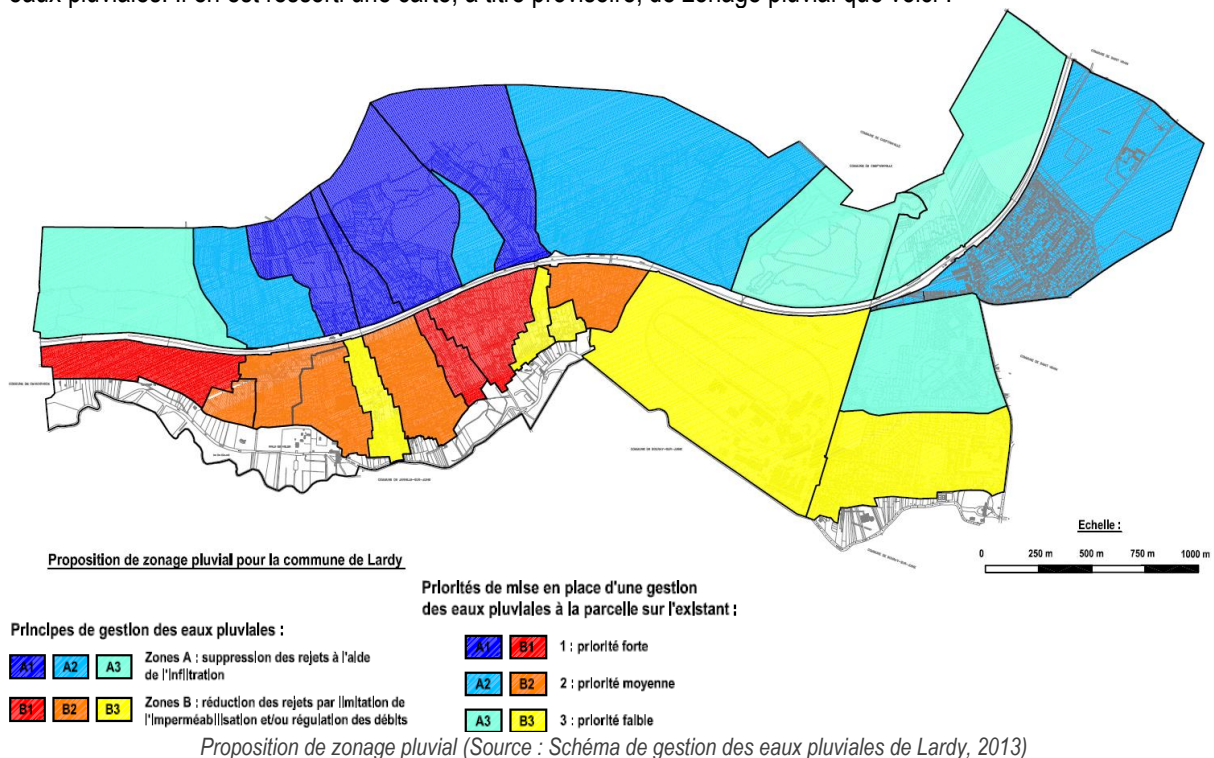 eaux pluviales. Il en est ressorti une carte, à titre provisoire, de zonage pluvial que voici :
Echelle :
0 250 m 500 m 750 m 1000 m
Proposition de zonage pluvial pour la commune de Lardy
Principes de gestion des eaux pluviales :
A1 A2 A3 Zones A : suppression des rejets à l'aide
de l'infiltration
B1 B2 B3 Zones B : réduction des rejets par limitation de
l'imperméabilisation et/ou régulation des débits
Priorités de mise en place d'une gestion
des eaux pluviales à la parcelle sur l'existant :
A1 B1 1 : priorité forte
A2 B2 2 : priorité moyenne
A3 B3 3 : priorité faible
Proposition de zonage pluvial (Source : Schéma de gestion des eaux pluviales de Lardy, 2013)